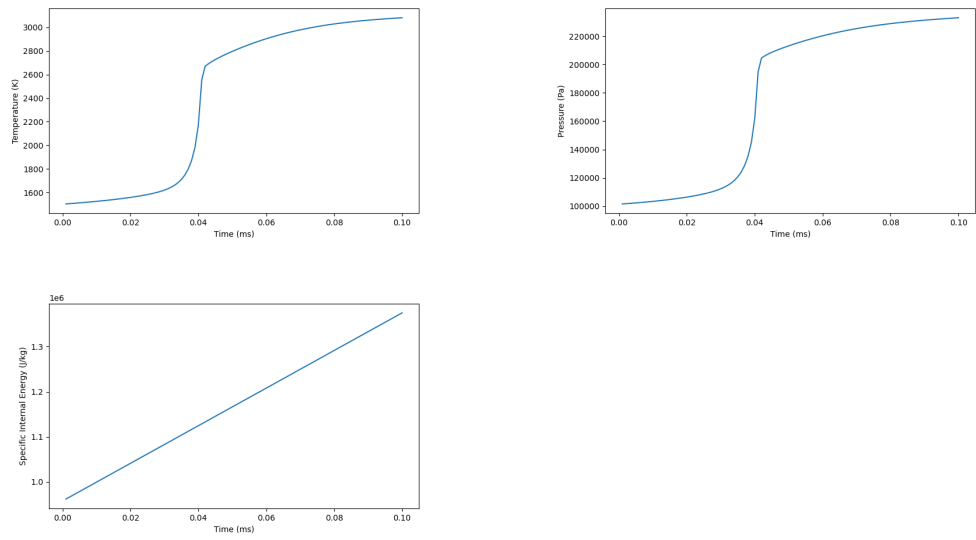 3000
2800
2600
2400
2200
2000
1800
1600
Temperature (K)
0.00 0.02 0.04 0.06 0.08 0.10
Time (ms)
220000
200000
180000
160000
140000
120000
100000
Pressure (Pa)
0.00 0.02 0.04 0.06 0.08 0.10
Time (ms)
1e6
1.3
1.2
1.1
1.0
Specific Internal Energy (J/kg)
0.00 0.02 0.04 0.06 0.08 0.10
Time (ms)